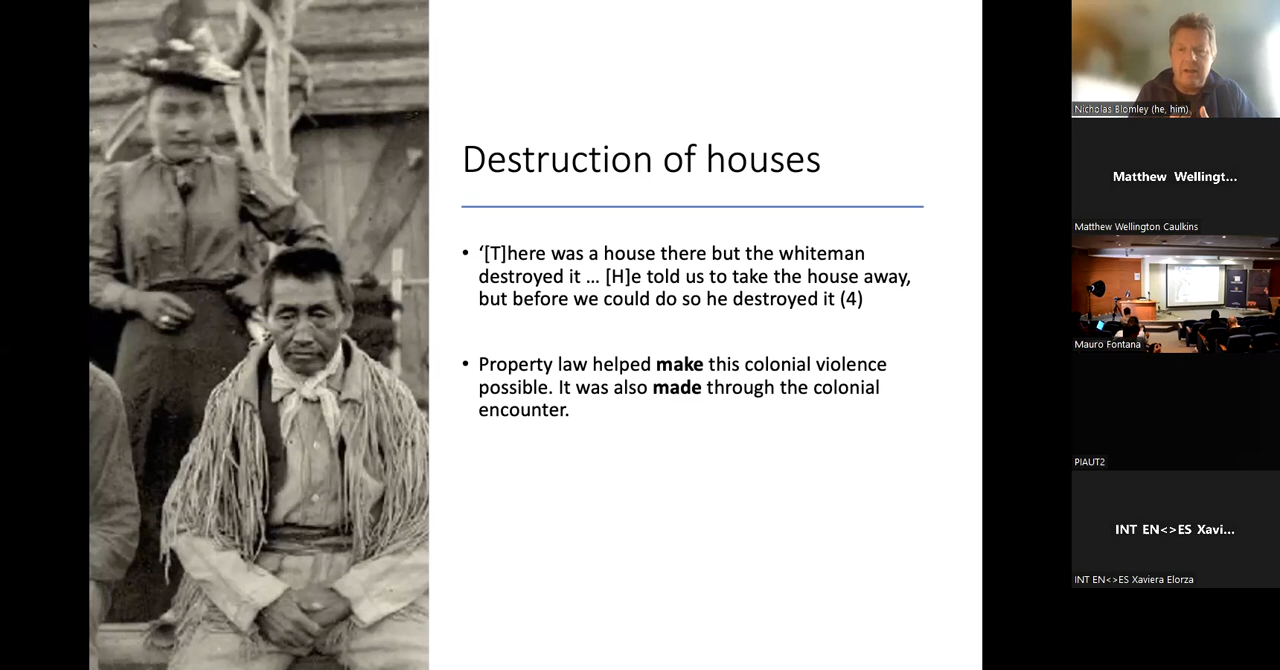 Destruction of houses
• ‘[T]here was a house there but the whiteman
destroyed it ... [H]e told us to take the house away,
but before we could do so he destroyed it (4)
• Property law helped make this colonial violence
possible. It was also made through the colonial
encounter.
Nicholas Blomley (he, him)
Matthew Wellingt...
Matthew Wellington Caulkins
Mauro Fontana
PIAUT2
INT EN<>ES Xavi...
INT EN<>ES Xaviera Elorza